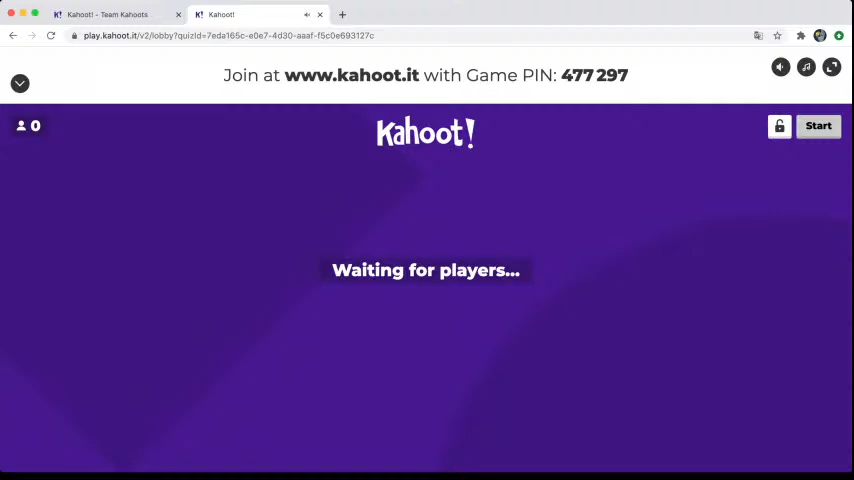 Kahoot! - Team Kahoots
Kahoot!
play.kahoot.it/v2/lobby?quizId=7eda165c-e0e7-4d30-aaaf-f5c0e693127c
Join at www.kahoot.it with Game PIN: 477 297
0
Kahoot!
Start
Waiting for players...